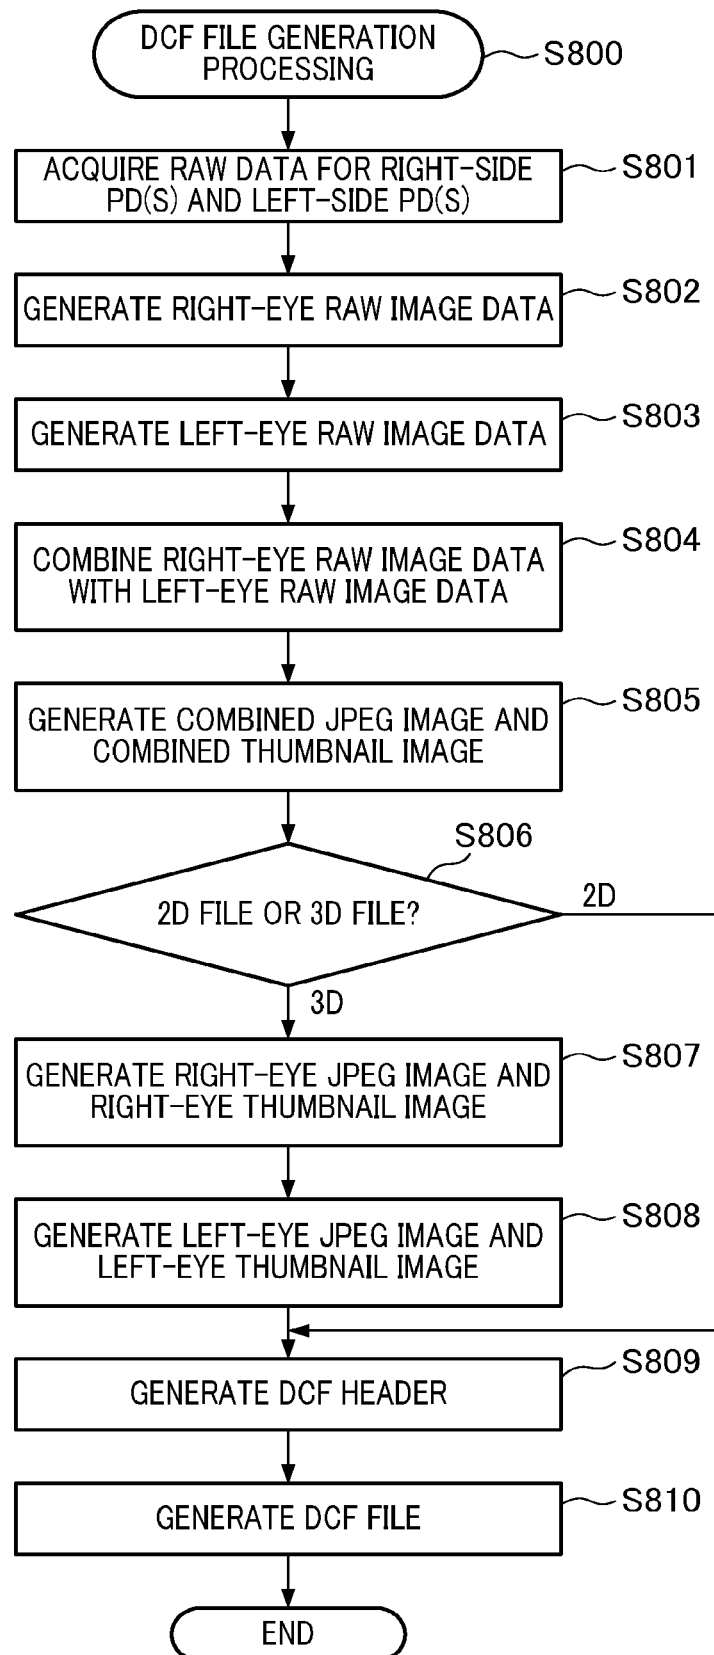 DCF FILE GENERATION
PROCESSING
S800
ACQUIRE RAW DATA FOR RIGHT-SIDE
PD(S) AND LEFT-SIDE PD(S)
S801
GENERATE RIGHT-EYE RAW IMAGE DATA
S802
GENERATE LEFT-EYE RAW IMAGE DATA
S803
COMBINE RIGHT-EYE RAW IMAGE DATA
WITH LEFT-EYE RAW IMAGE DATA
S804
GENERATE COMBINED JPEG IMAGE AND
COMBINED THUMBNAIL IMAGE
S805
S806
2D FILE OR 3D FILE?
2D
3D
GENERATE RIGHT-EYE JPEG IMAGE AND
RIGHT-EYE THUMBNAIL IMAGE
S807
GENERATE LEFT-EYE JPEG IMAGE AND
LEFT-EYE THUMBNAIL IMAGE
S808
GENERATE DCF HEADER
S809
GENERATE DCF FILE
S810
END